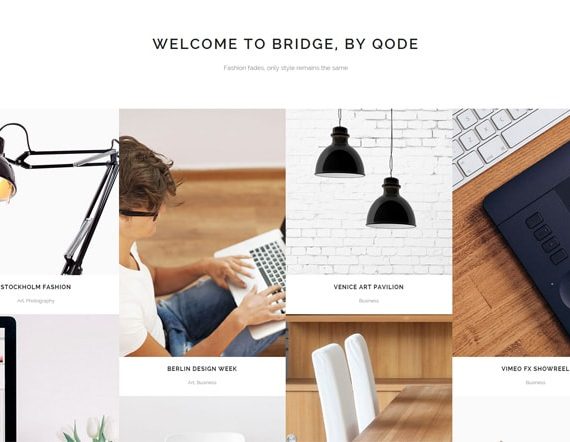 WELCOME TO BRIDGE, BY QODE
Fashion fades, only style remains the same
STOCKHOLM FASHION
Art, Photography
VENICE ART PAVILION
Business
BERLIN DESIGN WEEK
Art, Business
VIMEO FX SHOWREEL
Business